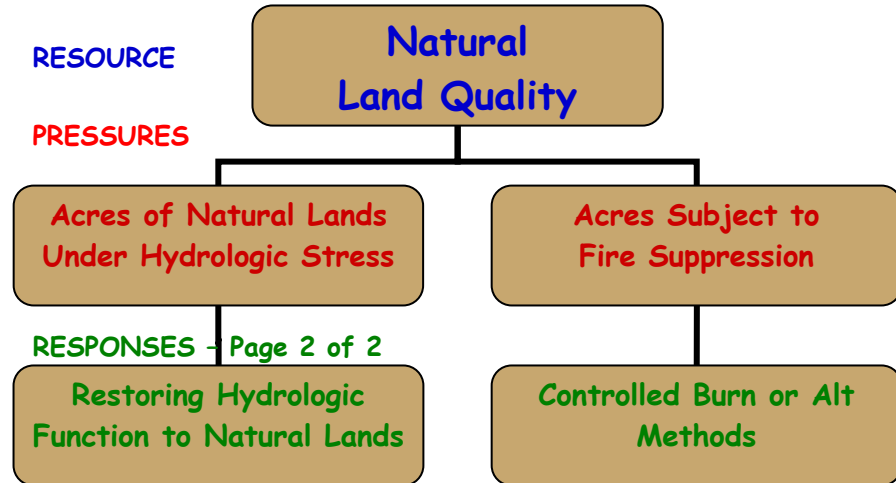 RESOURCE
Natural
Land Quality
PRESSURES
Acres of Natural Lands
Under Hydrologic Stress
Acres Subject to
Fire Suppression
RESPONSES - Page 2 of 2
Restoring Hydrologic
Function to Natural Lands
Controlled Burn or Alt
Methods